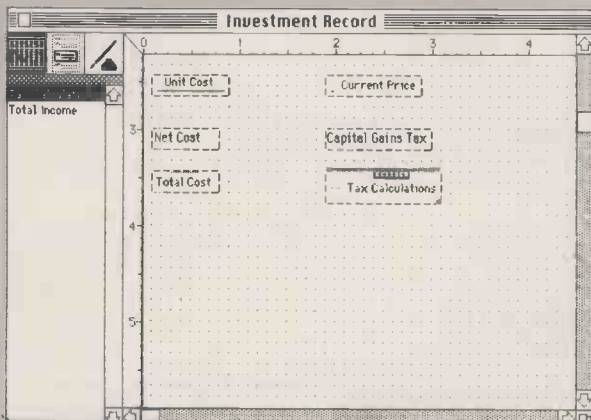 Investment Record
0 2 3 4
Unit Cost Current Price
Total Income
3
Net Cost Capital Gains Tax
Total Cost Tax Calculations
4
5